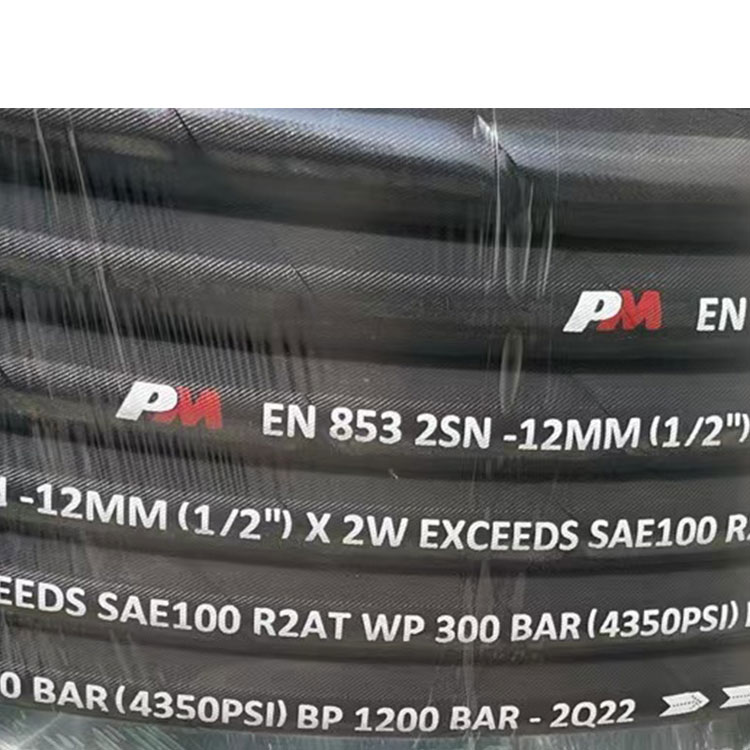 PM EN
PM EN 853 2SN -12MM (1/2")
-12MM (1/2") X 2W EXCEEDS SAE100
EEDS SAE100 R2AT WP 300 BAR (4350PSI)
0 BAR (4350PSI) BP 1200 BAR - 2Q22